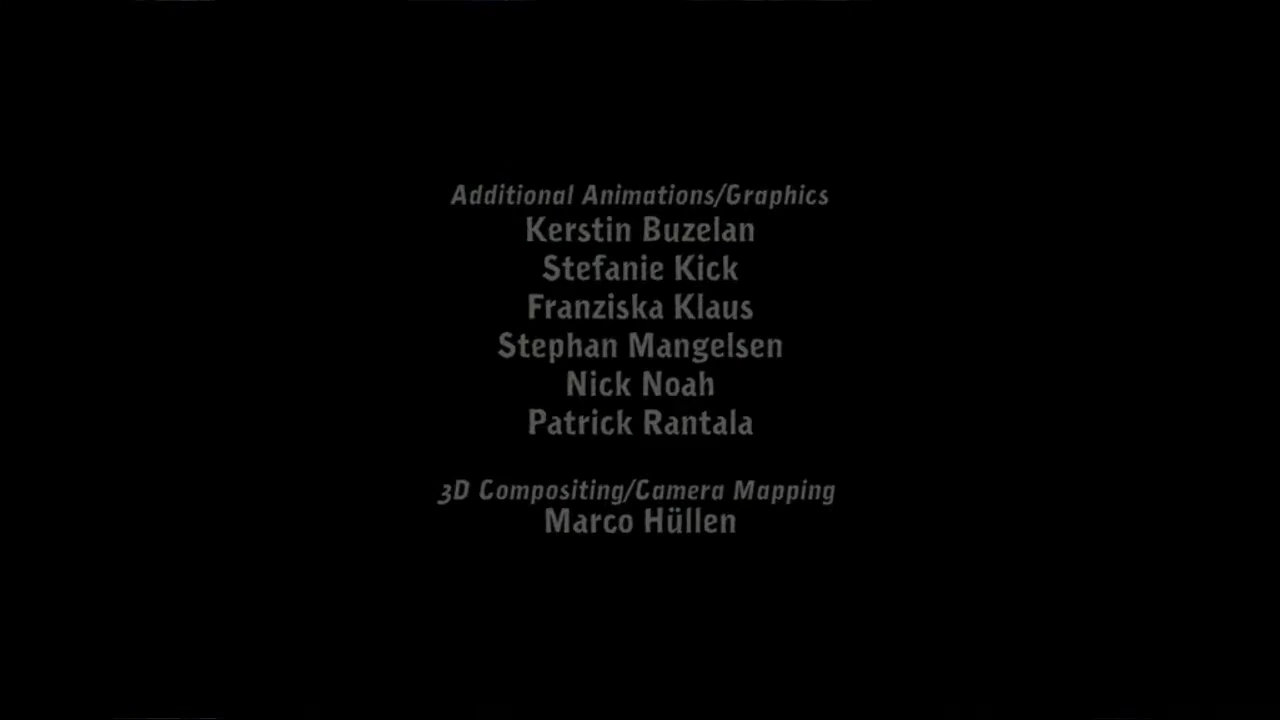 Additional Animations/Graphics
Kerstin Buzelan
Stefanie Kick
Franziska Klaus
Stephan Mangelsen
Nick Noah
Patrick Rantala
3D Compositing/Camera Mapping
Marco Hüllen